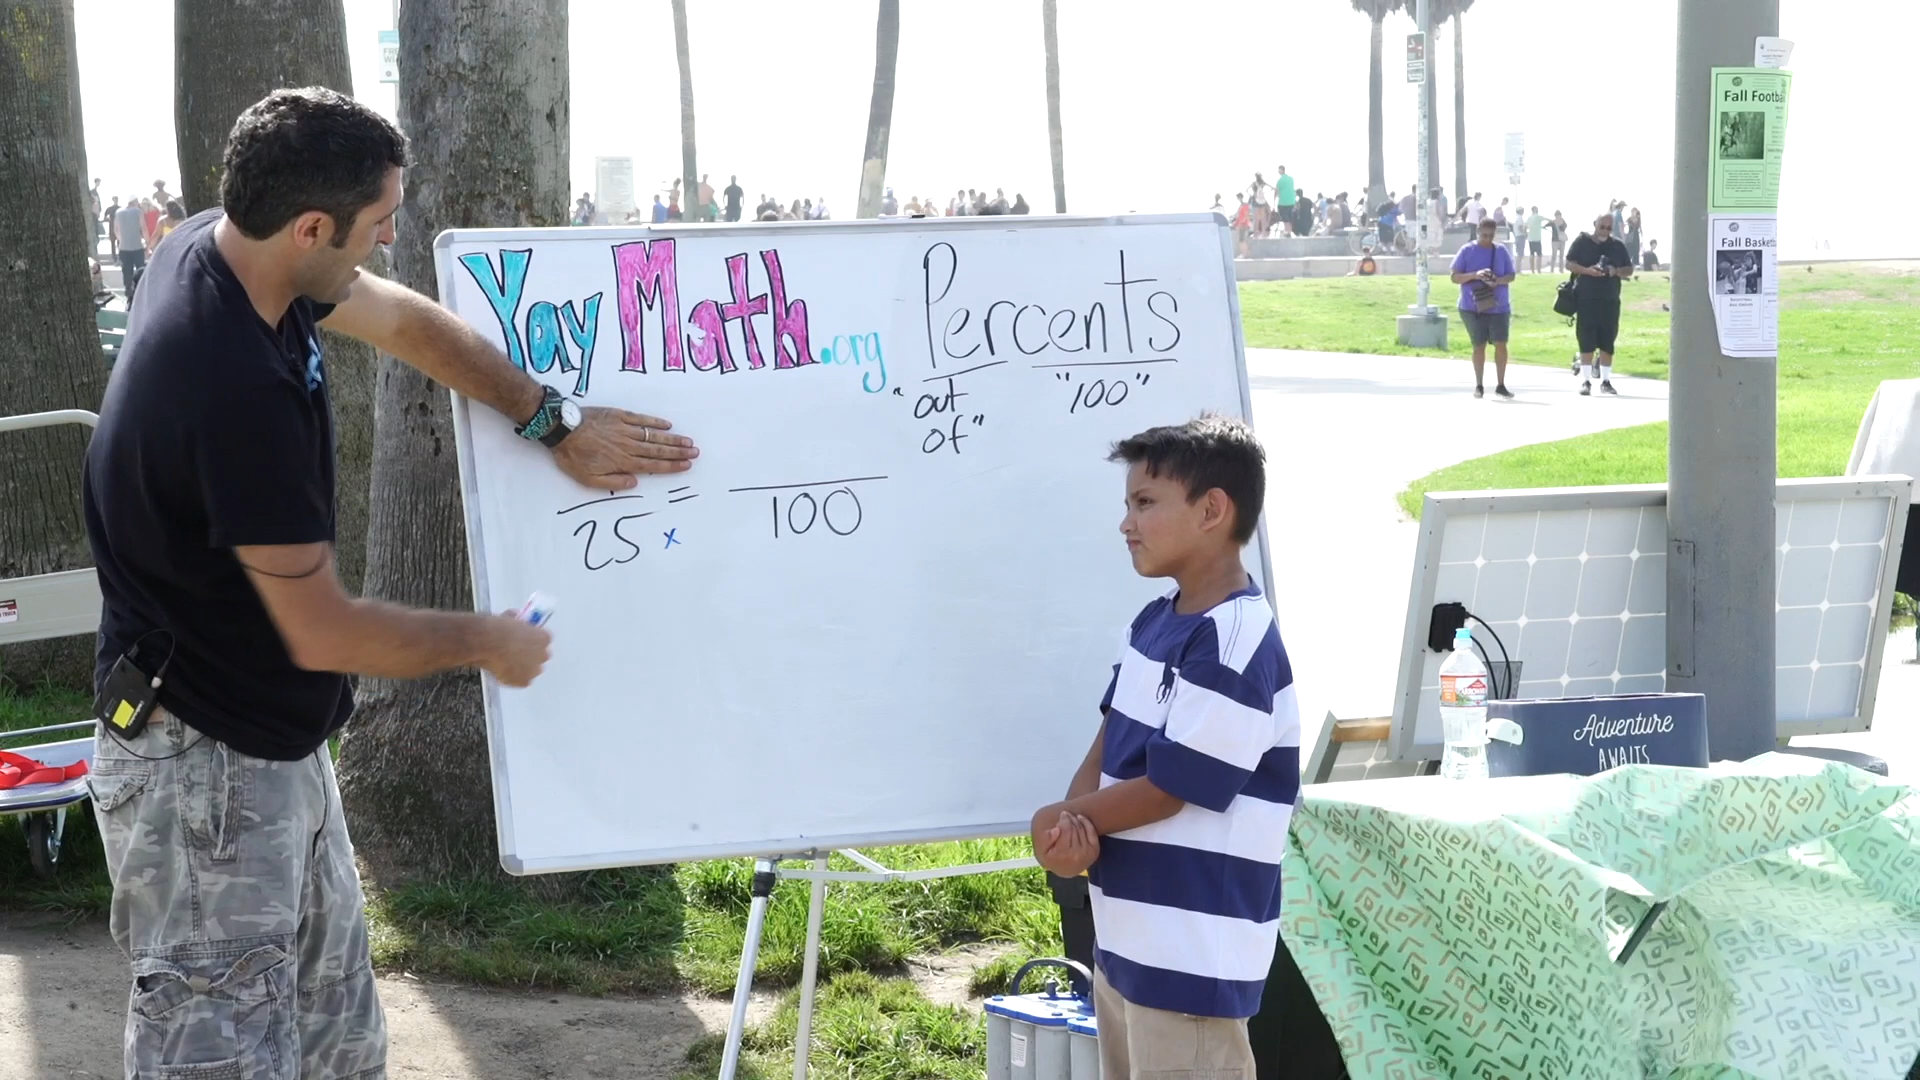 YayMath.org
Percents
"out of"
"100"
25 x
=
100
Fall Footba
Fall Basketb
Adventure
AWAITS